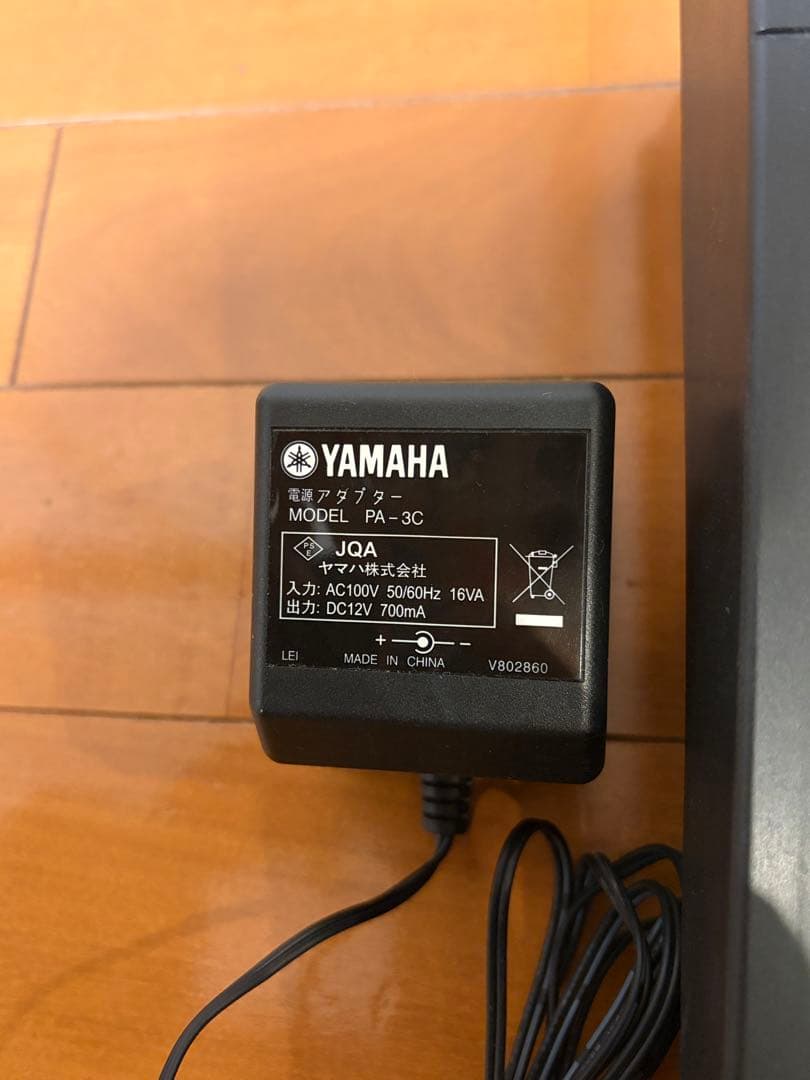 YAMAHA
電源アダプター
MODEL PA-3C
PS
E
JQA
ヤマハ株式会社
入力: AC100V 50/60Hz 16VA
出力: DC12V 700mA
+ -
LEI MADE IN CHINA V802860